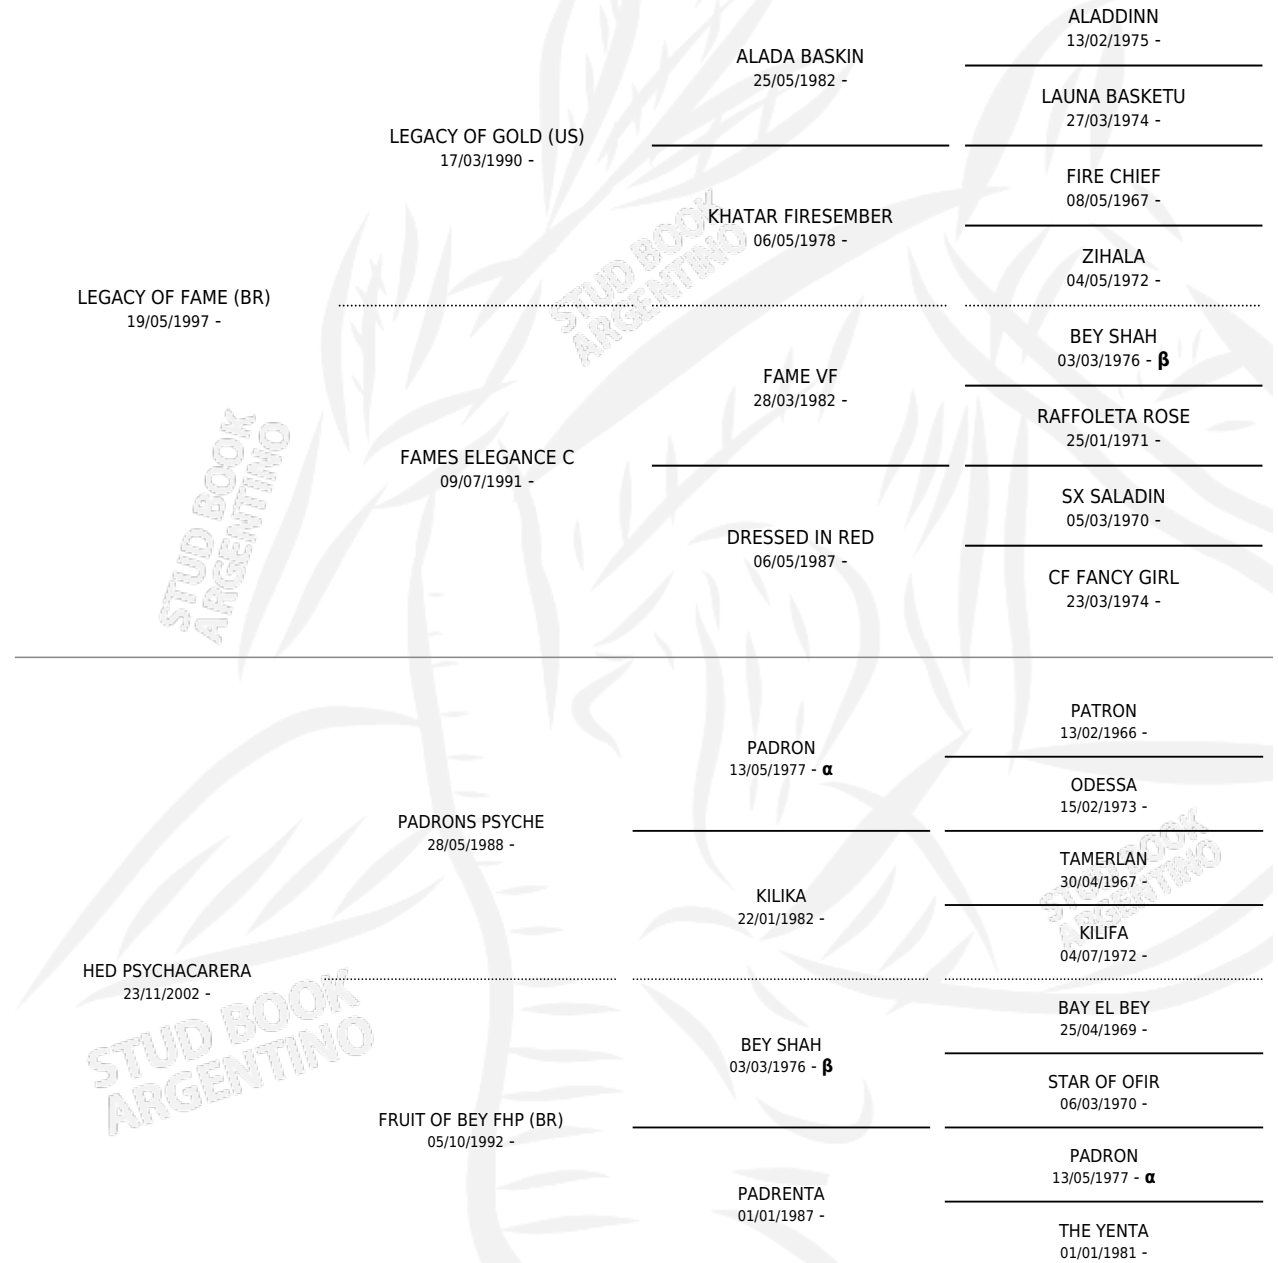 ALADDINN
13/02/1975 -
ALADA BASKIN
25/05/1982 -
LAUNA BASKETU
27/03/1974 -
LEGACY OF GOLD (US)
17/03/1990 -
FIRE CHIEF
08/05/1967 -
KHATAR FIRESEMBER
06/05/1978 -
ZIHALA
04/05/1972 -
LEGACY OF FAME (BR)
19/05/1997 -
BEY SHAH
03/03/1976 - β
FAME VF
28/03/1982 -
RAFFOLETA ROSE
25/01/1971 -
FAMES ELEGANCE C
09/07/1991 -
SX SALADIN
05/03/1970 -
DRESSED IN RED
06/05/1987 -
CF FANCY GIRL
23/03/1974 -
PATRON
13/02/1966 -
PADRON
13/05/1977 - α
ODESSA
15/02/1973 -
PADRONS PSYCHE
28/05/1988 -
TAMERLAN
30/04/1967 -
KILIKA
22/01/1982 -
KILIFA
04/07/1972 -
HED PSYCHACARERA
23/11/2002 -
BAY EL BEY
25/04/1969 -
BEY SHAH
03/03/1976 - β
STAR OF OFIR
06/03/1970 -
FRUIT OF BEY FHP (BR)
05/10/1992 -
PADRON
13/05/1977 - α
PADRENTA
01/01/1987 -
THE YENTA
01/01/1981 -
STUD BOOK
ARGENTINO
STUD BOOK
ARGENTINO
STUD BOOK
ARGENTINO
STUD BOOK
ARGENTINO